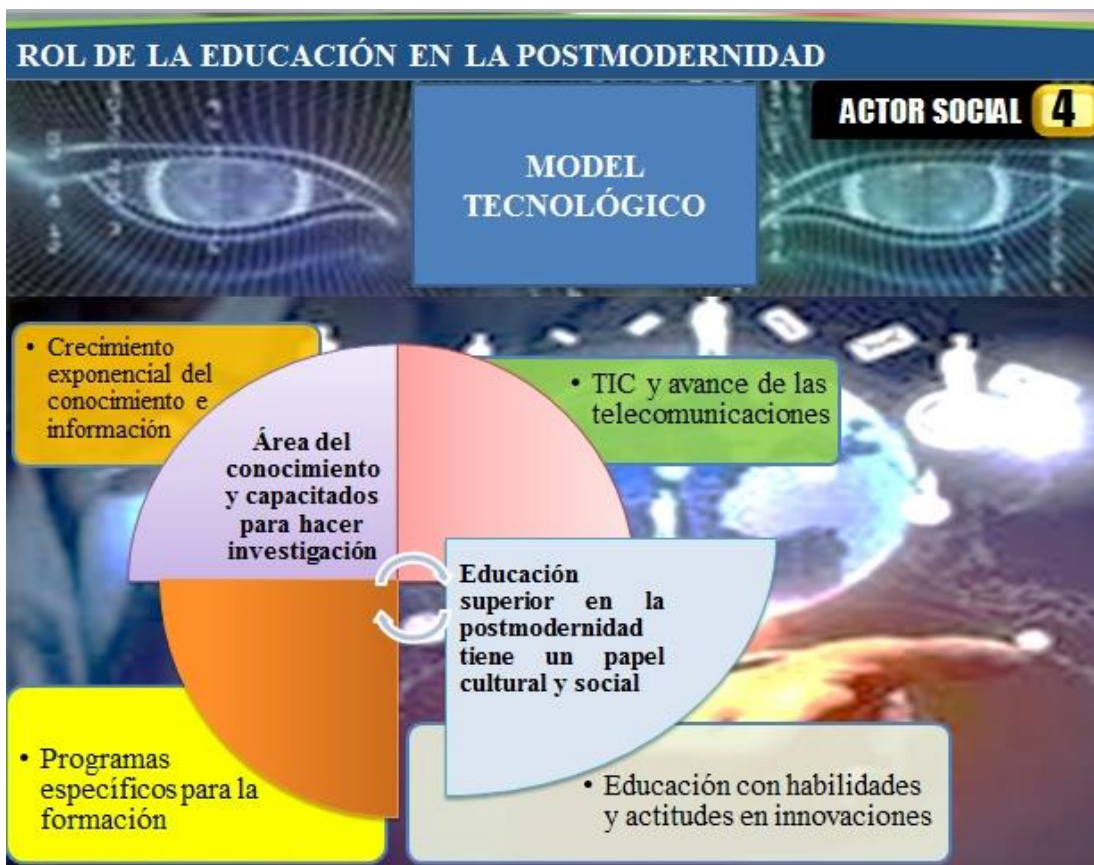 ROL DE LA EDUCACIÓN EN LA POSTMODERNIDAD
ACTOR SOCIAL 4
MODEL
TECNOLÓGICO
• Crecimiento
exponencial del
conocimiento e
información
• TIC y avance de las
telecomunicaciones
Área del
conocimiento
y capacitados
para hacer
investigación
Educación
superior en la
postmodernidad
tiene un papel
cultural y social
• Programas
específicos para la
formación
• Educación con habilidades
y actitudes en innovaciones